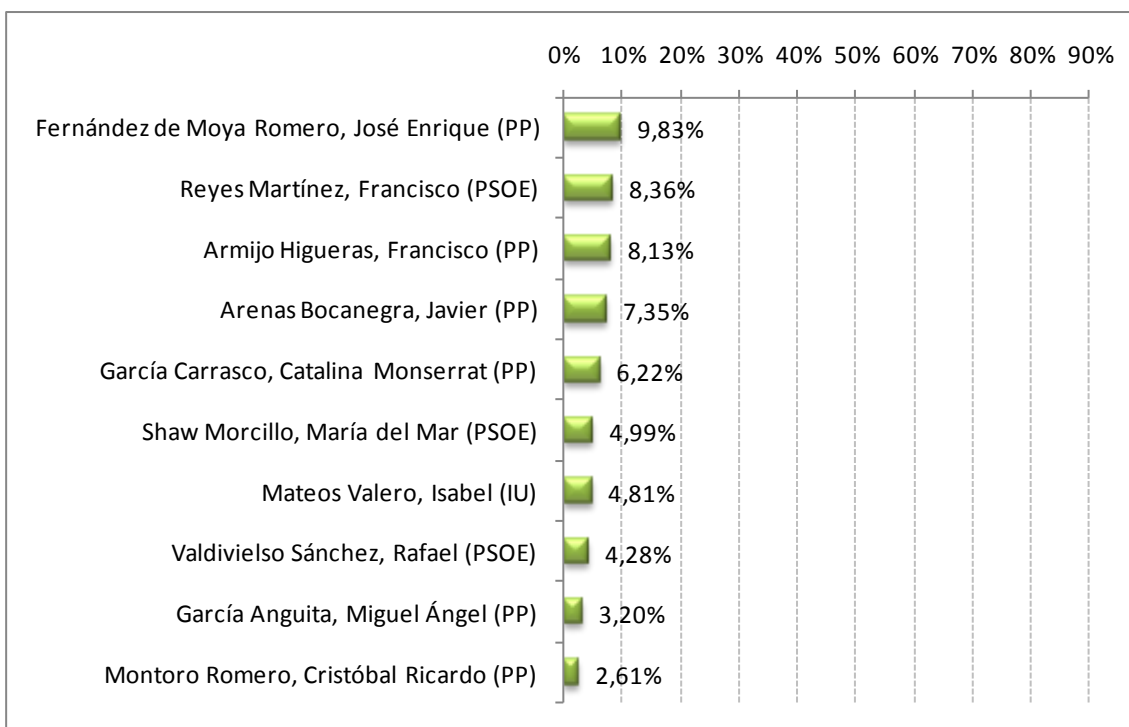 0% 10% 20% 30% 40% 50% 60% 70% 80% 90%
Fernández de Moya Romero, José Enrique (PP) 9,83%
Reyes Martínez, Francisco (PSOE) 8,36%
Armijo Higueras, Francisco (PP) 8,13%
Arenas Bocanegra, Javier (PP) 7,35%
García Carrasco, Catalina Monserrat (PP) 6,22%
Shaw Morcillo, María del Mar (PSOE) 4,99%
Mateos Valero, Isabel (IU) 4,81%
Valdivielso Sánchez, Rafael (PSOE) 4,28%
García Anguita, Miguel Ángel (PP) 3,20%
Montoro Romero, Cristóbal Ricardo (PP) 2,61%